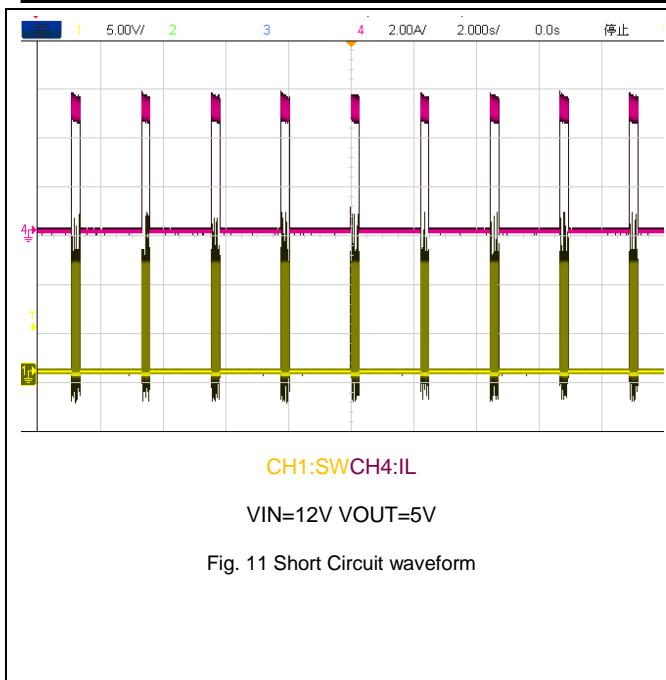 1 5.00V/ 2 3 4 2.00A/ 2.000s/ 0.0s 停止
4
T
1
CH1:SWCH4:IL
VIN=12V VOUT=5V
Fig. 11 Short Circuit waveform